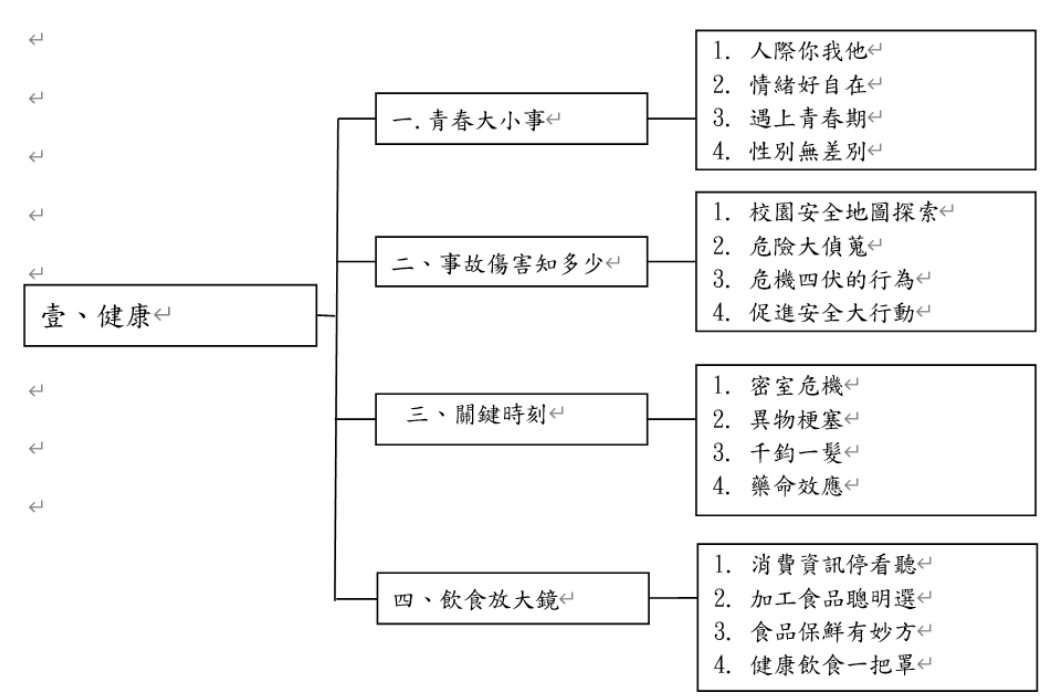 壹、健康
一.青春大小事
1. 人際你我他
2. 情緒好自在
3. 遇上青春期
4. 性別無差別
二、事故傷害知多少
1. 校園安全地圖探索
2. 危險大偵蒐
3. 危機四伏的行為
4. 促進安全大行動
三、關鍵時刻
1. 密室危機
2. 異物梗塞
3. 千鈞一髮
4. 藥命效應
四、飲食放大鏡
1. 消費資訊停看聽
2. 加工食品聰明選
3. 食品保鮮有妙方
4. 健康飲食一把罩